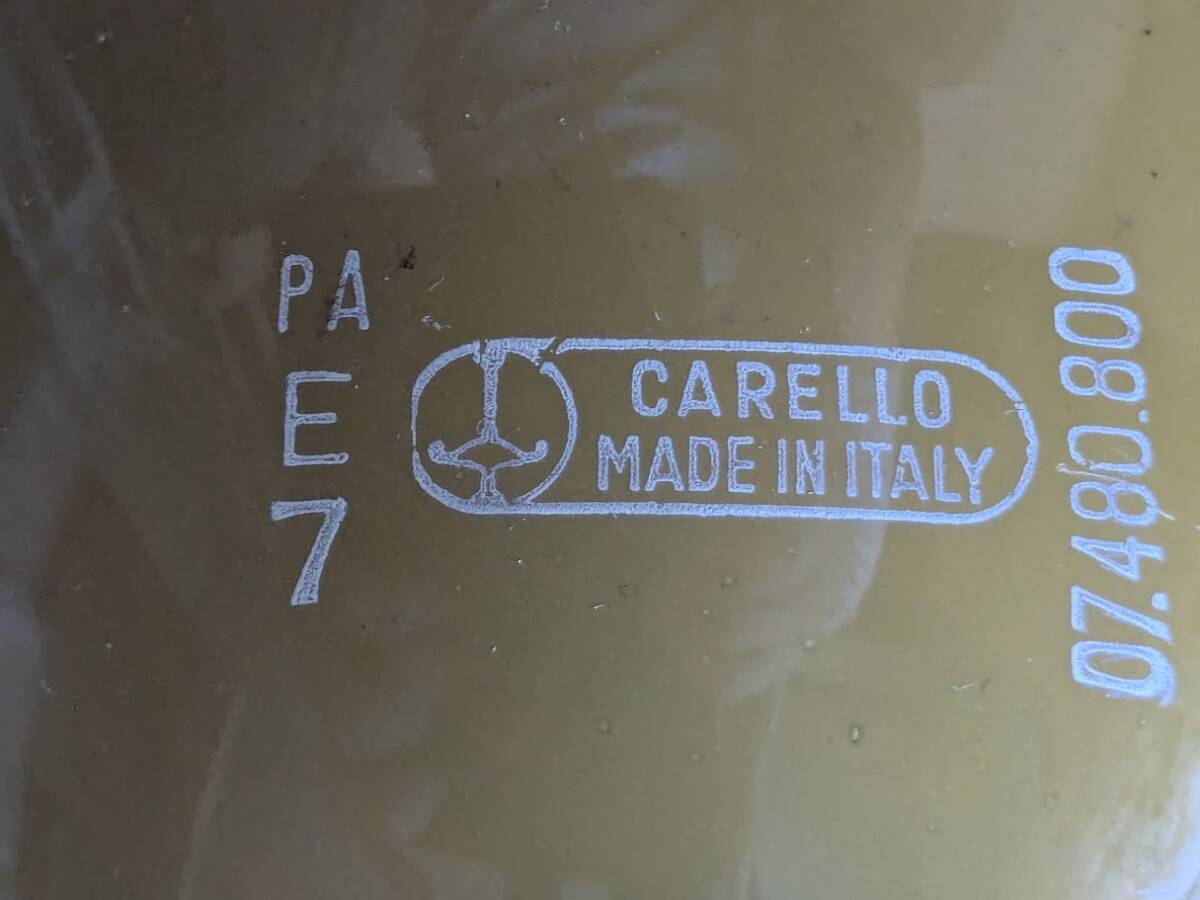 PA
E
7
CARELLO
MADE IN ITALY
07.480.800